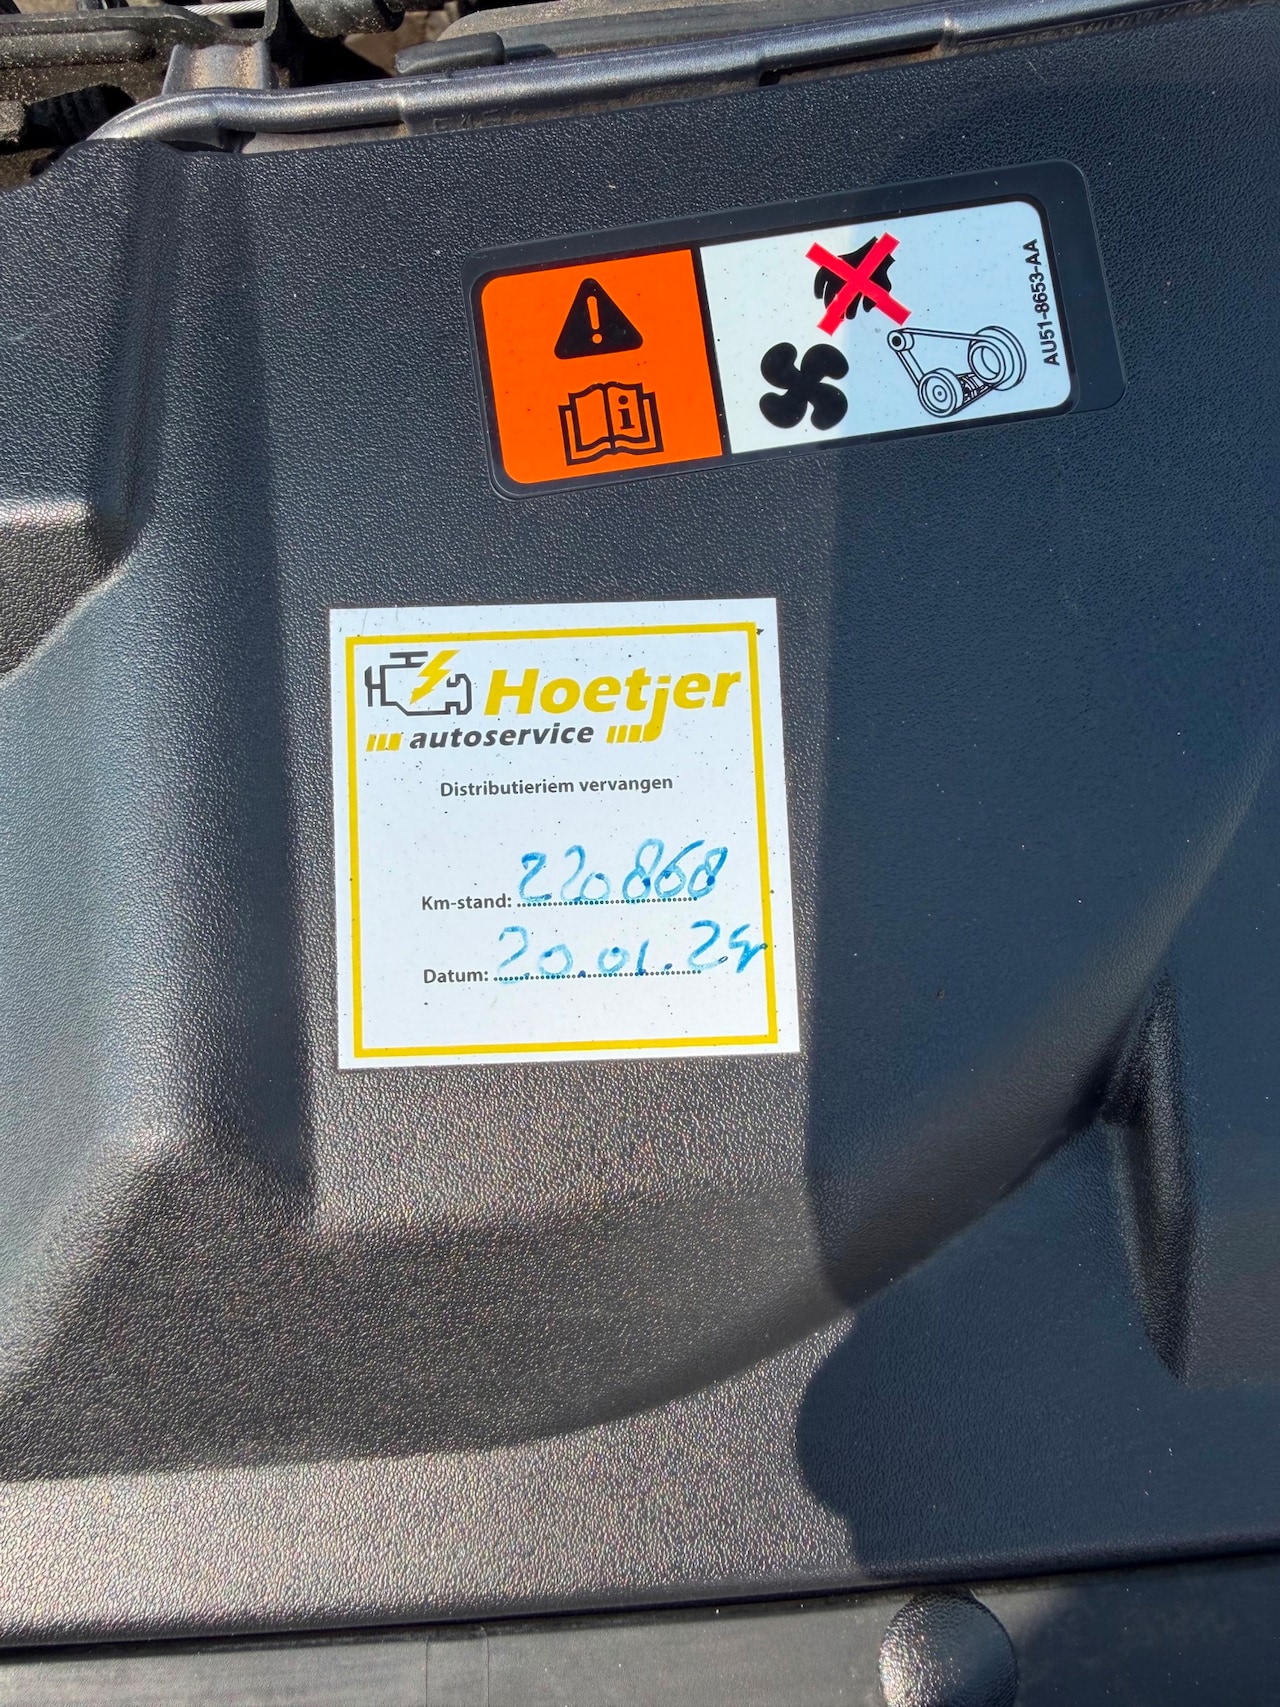 AU51-8653-AA
Hoetjer
autoservice
Distributieriem vervangen
Km-stand: 220868
Datum: 20.01.24